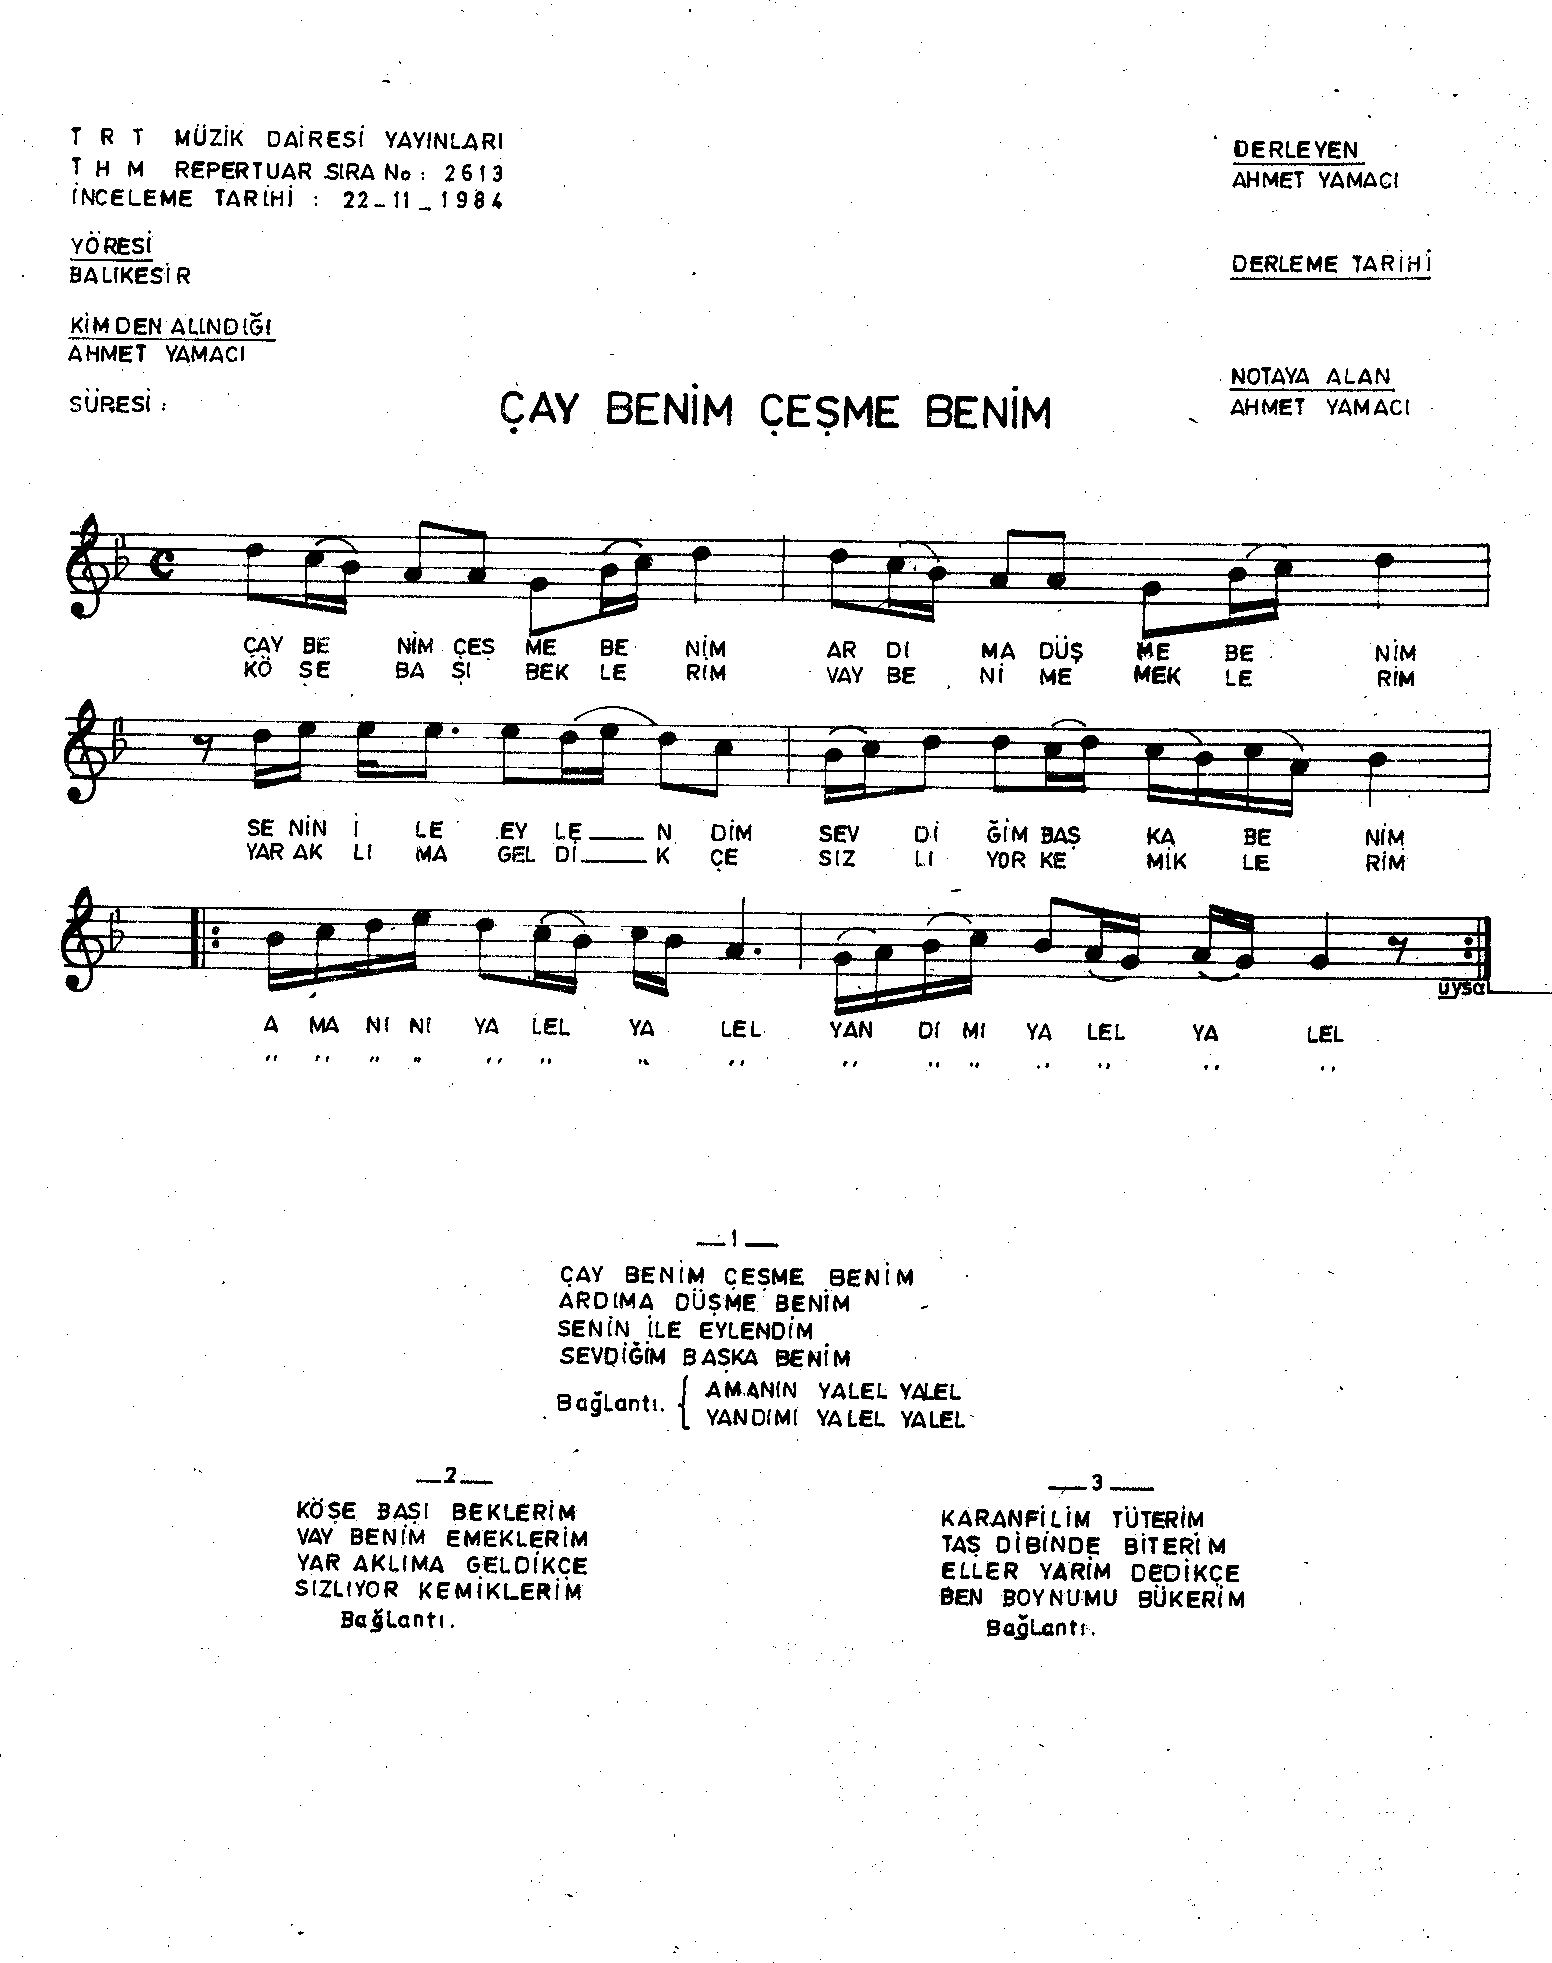 T R T MÜZİK DAİRESİ YAYINLARI
T H M REPERTUAR SIRA No: 2613
İNCELEME TARİHİ : 22-11-1984
YÖRESİ
BALIKESİR
KİMDEN ALINDIĞI
AHMET YAMACI
SÜRESİ:
DERLEYEN
AHMET YAMACI
DERLEME TARİHİ
NOTAYA ALAN
AHMET YAMACI
ÇAY BENİM ÇEŞME BENİM
ÇAY BE NİM ÇEŞ ME BE NİM AR DI MA DÜŞ ME BE NİM
KÖ ŞE BA ŞI BEK LE RİM VAY BE Nİ ME MEK LE RİM
SE NİN İ LE EY LE N DİM SEV Dİ ĞİM BAŞ KA BE NİM
YAR AK LI MA GEL Dİ K ÇE SIZ LI YOR KE MİK LE RİM
A MA NI NI YA LEL YA LEL YAN DI MI YA LEL YA LEL
" " " " " " " " " " " " " " "
uysal
1
ÇAY BENİM ÇEŞME BENİM
ARDIMA DÜŞME BENİM
SENİN İLE EYLENDİM
SEVDİĞİM BAŞKA BENİM
Bağlantı. { AMANIN YALEL YALEL
YANDIMI YALEL YALEL
2
KÖŞE BAŞI BEKLERİM
VAY BENİM EMEKLERİM
YAR AKLIMA GELDİKÇE
SIZLIYOR KEMİKLERİM
Bağlantı.
3
KARANFİLİM TÜTERİM
TAŞ DİBİNDE BİTERİM
ELLER YARİM DEDİKÇE
BEN BOYNUMU BÜKERİM
Bağlantı.